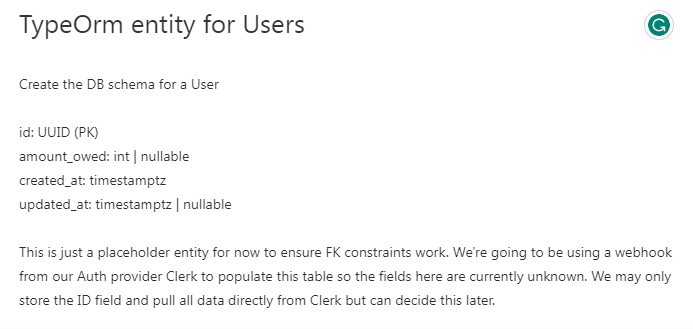 TypeOrm entity for Users
Create the DB schema for a User
id: UUID (PK)
amount_owed: int | nullable
created_at: timestamptz
updated_at: timestamptz | nullable
This is just a placeholder entity for now to ensure FK constraints work. We're going to be using a webhook
from our Auth provider Clerk to populate this table so the fields here are currently unknown. We may only
store the ID field and pull all data directly from Clerk but can decide this later.